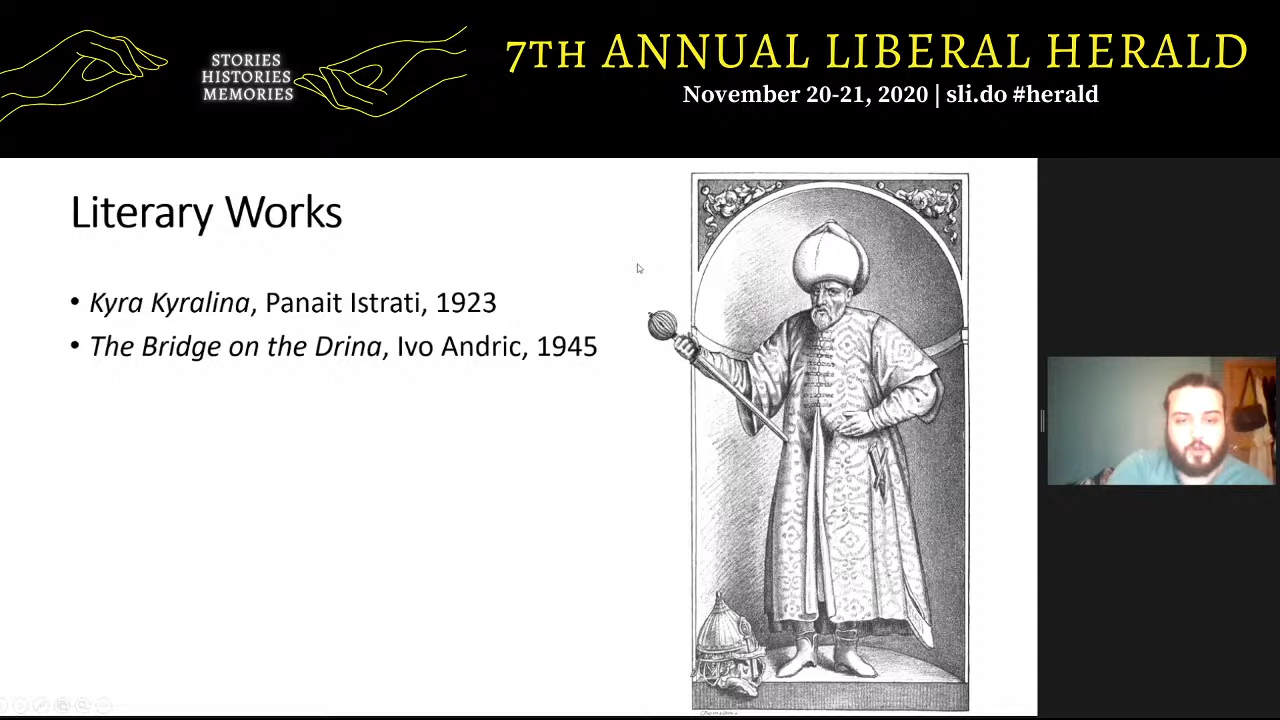 STORIES
HISTORIES
MEMORIES
7TH ANNUAL LIBERAL HERALD
November 20-21, 2020 | sli.do #herald
Literary Works
• Kyra Kyralina, Panait Istrati, 1923
• The Bridge on the Drina, Ivo Andric, 1945